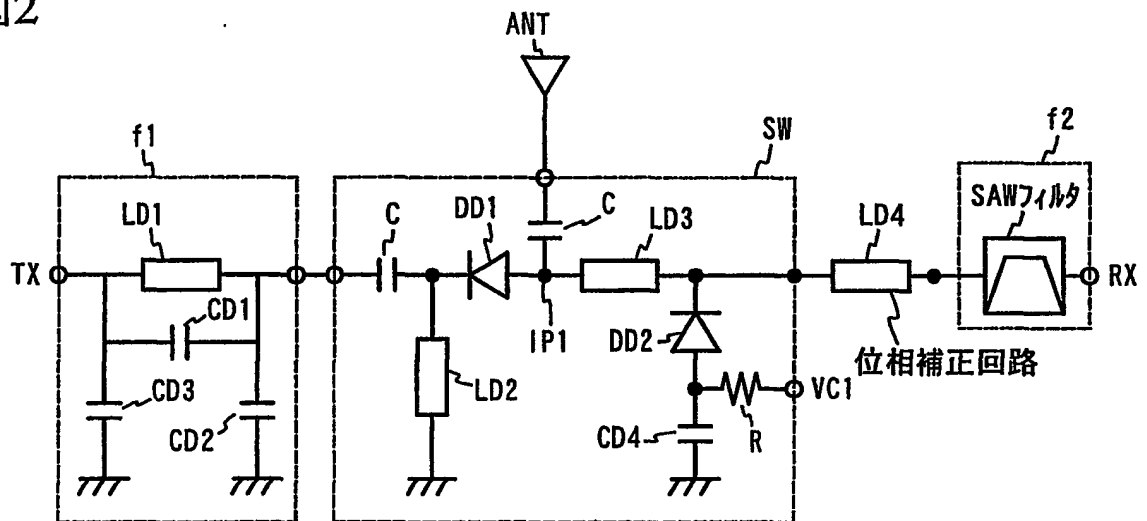 図2
ANT
f1
SW
f2
LD1
C
DD1
C
LD3
LD4
SAWフィルタ
TX
RX
CD1
IP1
DD2
位相補正回路
CD3
LD2
VC1
CD2
CD4
R